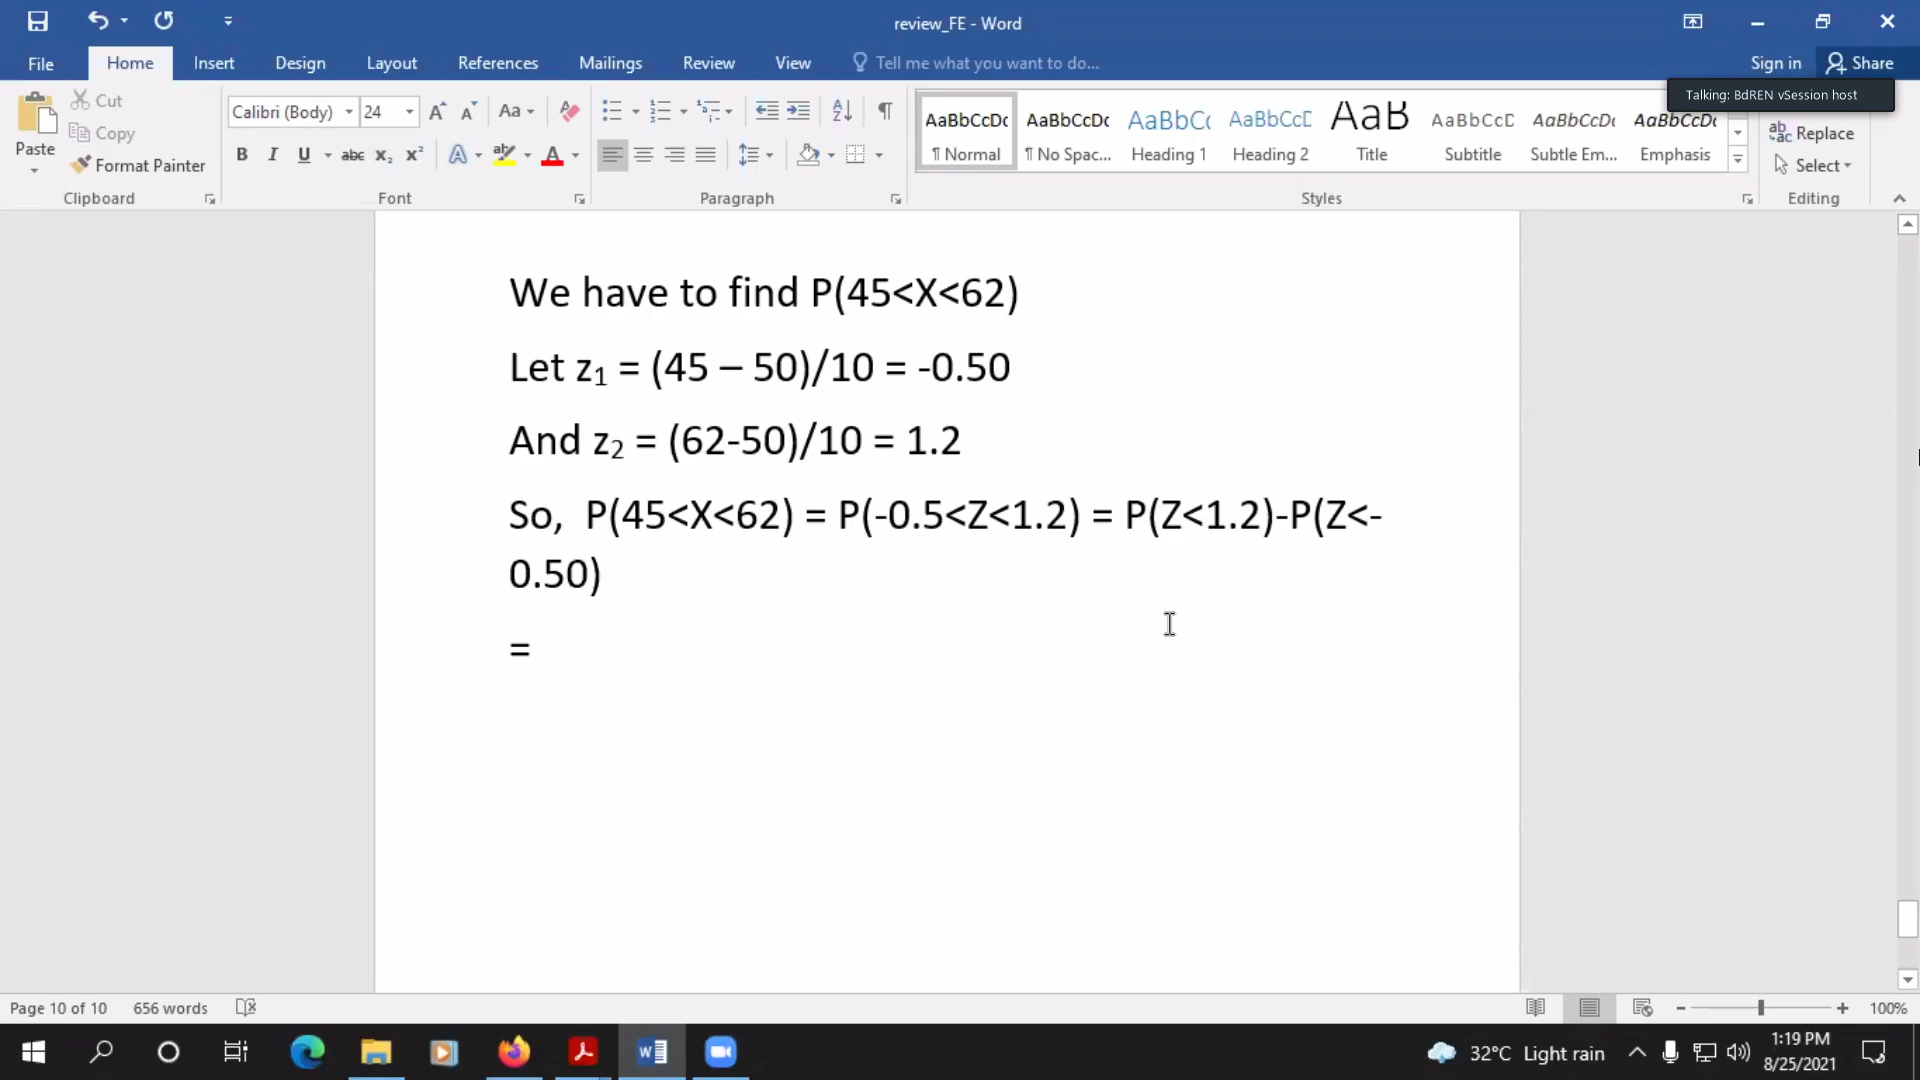 review_FE - Word
File Home Insert Design Layout References Mailings Review View Tell me what you want to do... Sign in Share
Talking: BdREN vSession host
Paste Cut Copy Format Painter
Calibri (Body) 24
AaBbCcDc AaBbCcDc AaBbC AaBbCcD AaB AaBbCcD AaBbCcDc AaBbCcDc
¶ Normal ¶ No Spac... Heading 1 Heading 2 Title Subtitle Subtle Em... Emphasis
Replace
Select
Clipboard Font Paragraph Styles Editing
We have to find P(45<X<62)
Let z₁ = (45 – 50)/10 = -0.50
And z₂ = (62-50)/10 = 1.2
So, P(45<X<62) = P(-0.5<Z<1.2) = P(Z<1.2)-P(Z<-
0.50)
=
Page 10 of 10 656 words 100%
32°C Light rain 1:19 PM
8/25/2021